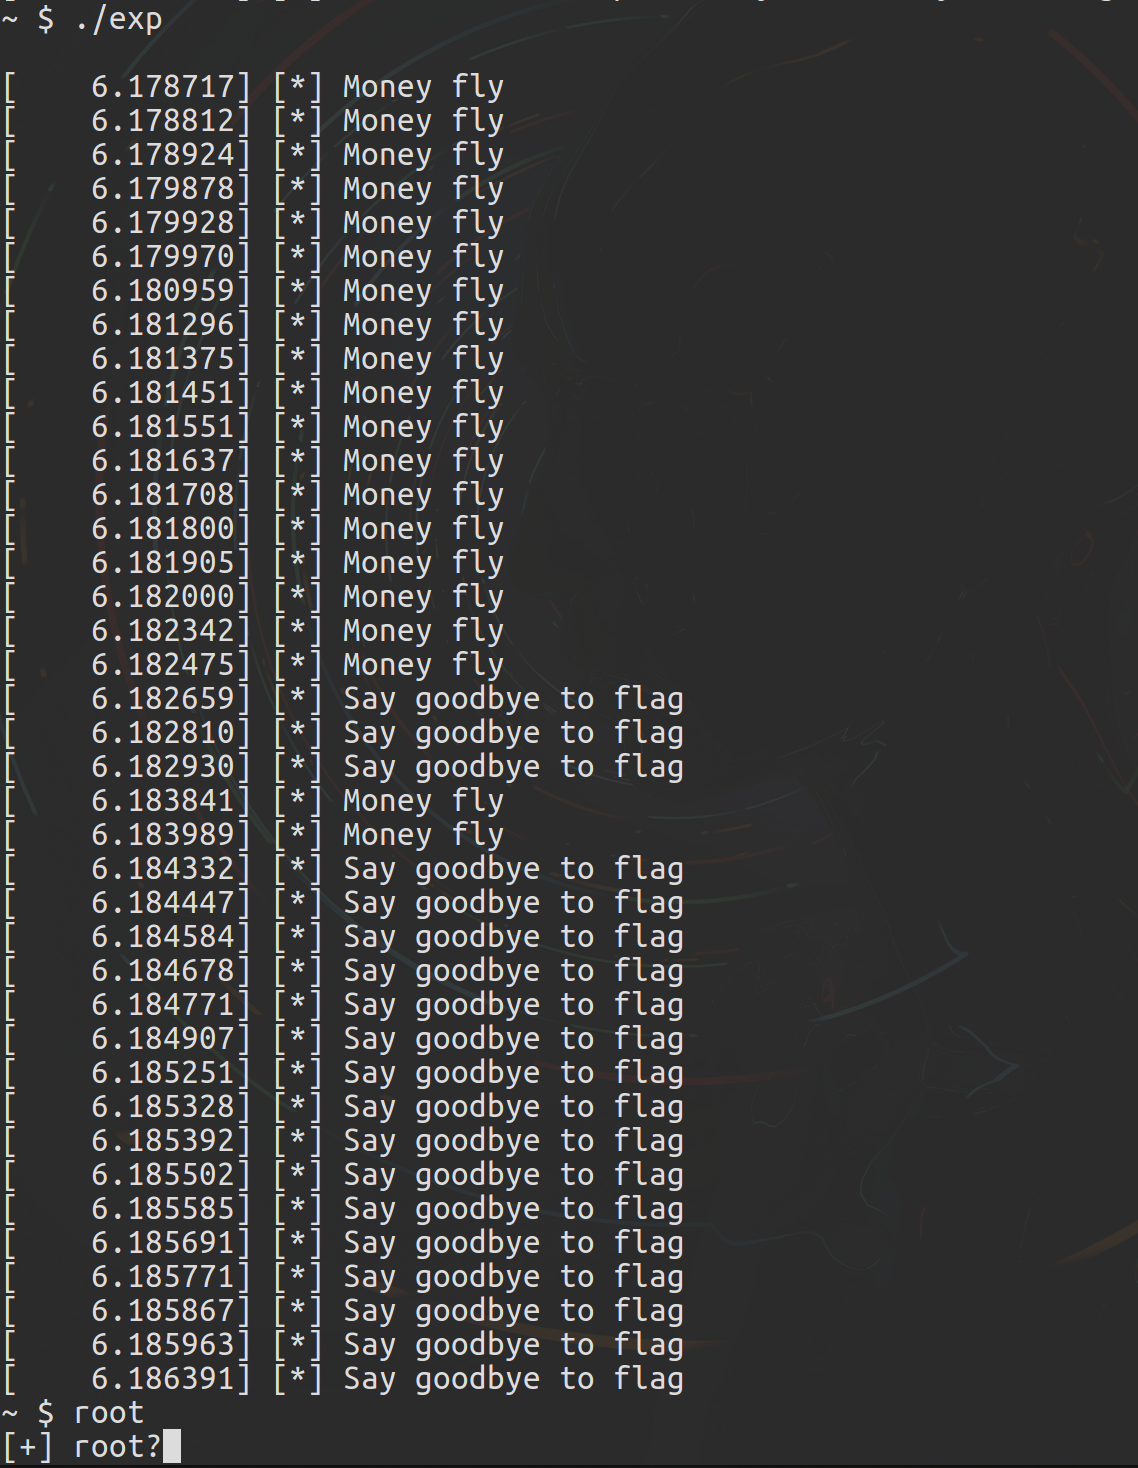 ~ $ ./exp
[    6.178717] [*] Money fly
[    6.178812] [*] Money fly
[    6.178924] [*] Money fly
[    6.179878] [*] Money fly
[    6.179928] [*] Money fly
[    6.179970] [*] Money fly
[    6.180959] [*] Money fly
[    6.181296] [*] Money fly
[    6.181375] [*] Money fly
[    6.181451] [*] Money fly
[    6.181551] [*] Money fly
[    6.181637] [*] Money fly
[    6.181708] [*] Money fly
[    6.181800] [*] Money fly
[    6.181905] [*] Money fly
[    6.182000] [*] Money fly
[    6.182342] [*] Money fly
[    6.182475] [*] Money fly
[    6.182659] [*] Say goodbye to flag
[    6.182810] [*] Say goodbye to flag
[    6.182930] [*] Say goodbye to flag
[    6.183841] [*] Money fly
[    6.183989] [*] Money fly
[    6.184332] [*] Say goodbye to flag
[    6.184447] [*] Say goodbye to flag
[    6.184584] [*] Say goodbye to flag
[    6.184678] [*] Say goodbye to flag
[    6.184771] [*] Say goodbye to flag
[    6.184907] [*] Say goodbye to flag
[    6.185251] [*] Say goodbye to flag
[    6.185328] [*] Say goodbye to flag
[    6.185392] [*] Say goodbye to flag
[    6.185502] [*] Say goodbye to flag
[    6.185585] [*] Say goodbye to flag
[    6.185691] [*] Say goodbye to flag
[    6.185771] [*] Say goodbye to flag
[    6.185867] [*] Say goodbye to flag
[    6.185963] [*] Say goodbye to flag
[    6.186391] [*] Say goodbye to flag
~ $ root
[+] root?